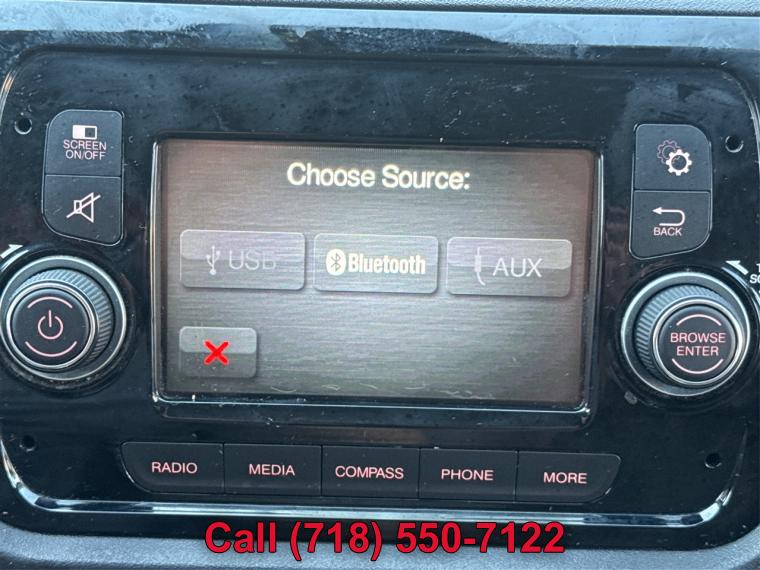 SCREEN
ON/OFF
Choose Source:
USB
Bluetooth
AUX
BACK
BROWSE
ENTER
RADIO
MEDIA
COMPASS
PHONE
MORE
Call (718) 550-7122